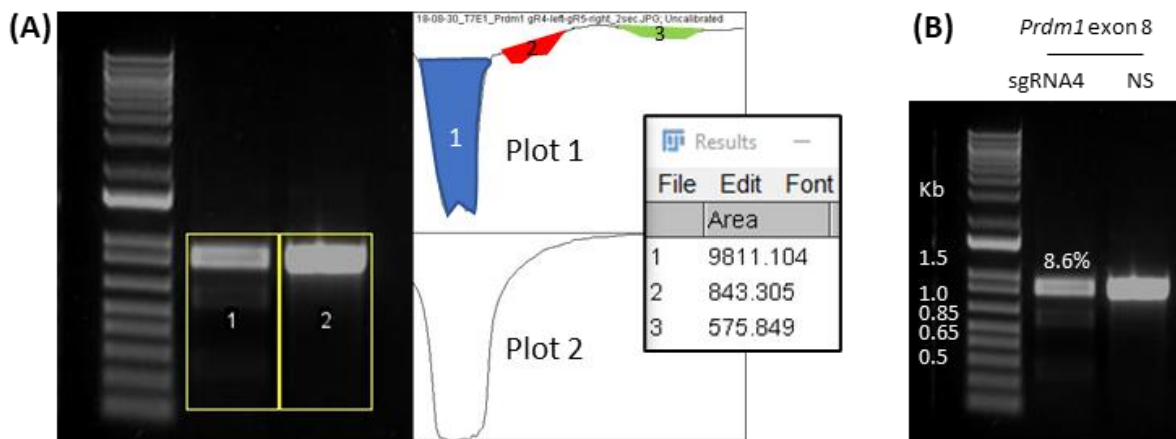 (A)
18-08-30_T7E1_Prdm1 gR4-left-gR5-right_2sec.JPG; Uncalibrated
1
2
3
Plot 1
Plot 2
1
2
Results
File Edit Font
Area
1 9811.104
2 843.305
3 575.849
(B)
Prdm1 exon 8
sgRNA4 NS
Kb
1.5
8.6%
1.0
0.85
0.65
0.5